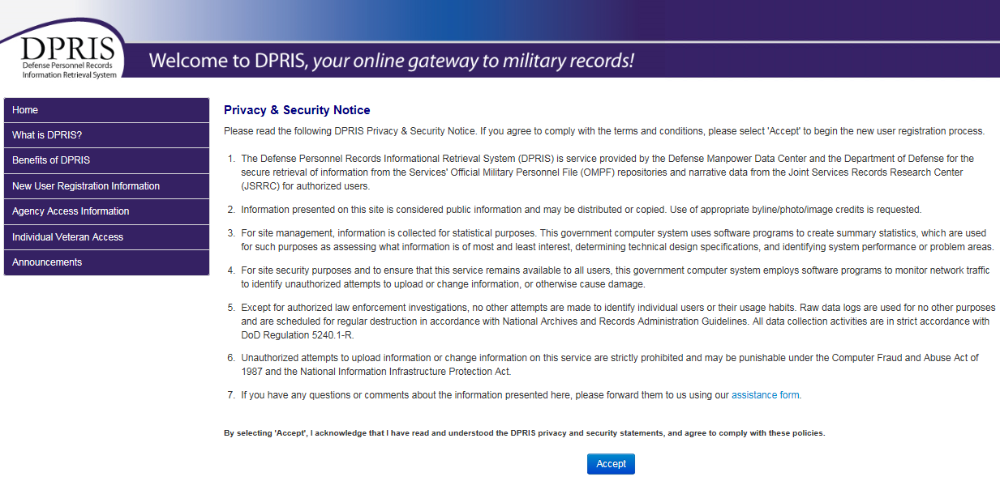 DPRIS
Defense Personnel Records
Information Retrieval System
Welcome to DPRIS, your online gateway to military records!
Home
What is DPRIS?
Benefits of DPRIS
New User Registration Information
Agency Access Information
Individual Veteran Access
Announcements
Privacy & Security Notice
Please read the following DPRIS Privacy & Security Notice. If you agree to comply with the terms and conditions, please select 'Accept' to begin the new user registration process.
1. The Defense Personnel Records Informational Retrieval System (DPRIS) is service provided by the Defense Manpower Data Center and the Department of Defense for the
secure retrieval of information from the Services' Official Military Personnel File (OMPF) repositories and narrative data from the Joint Services Records Research Center
(JSRRC) for authorized users.
2. Information presented on this site is considered public information and may be distributed or copied. Use of appropriate byline/photo/image credits is requested.
3. For site management, information is collected for statistical purposes. This government computer system uses software programs to create summary statistics, which are used
for such purposes as assessing what information is of most and least interest, determining technical design specifications, and identifying system performance or problem areas.
4. For site security purposes and to ensure that this service remains available to all users, this government computer system employs software programs to monitor network traffic
to identify unauthorized attempts to upload or change information, or otherwise cause damage.
5. Except for authorized law enforcement investigations, no other attempts are made to identify individual users or their usage habits. Raw data logs are used for no other purposes
and are scheduled for regular destruction in accordance with National Archives and Records Administration Guidelines. All data collection activities are in strict accordance with
DoD Regulation 5240.1-R.
6. Unauthorized attempts to upload information or change information on this service are strictly prohibited and may be punishable under the Computer Fraud and Abuse Act of
1987 and the National Information Infrastructure Protection Act.
7. If you have any questions or comments about the information presented here, please forward them to us using our assistance form.
By selecting 'Accept', I acknowledge that I have read and understood the DPRIS privacy and security statements, and agree to comply with these policies.
Accept